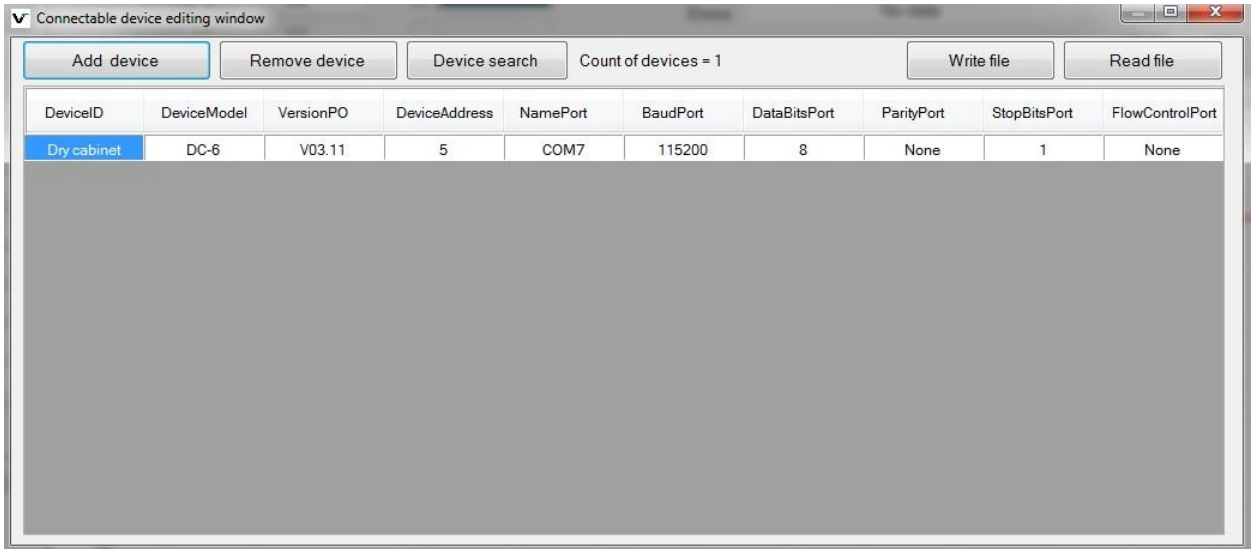 Connectable device editing window
Add device Remove device Device search Count of devices = 1 Write file Read file
DeviceID DeviceModel VersionPO DeviceAddress NamePort BaudPort DataBitsPort ParityPort StopBitsPort FlowControlPort
Dry cabinet DC-6 V03.11 5 COM7 115200 8 None 1 None